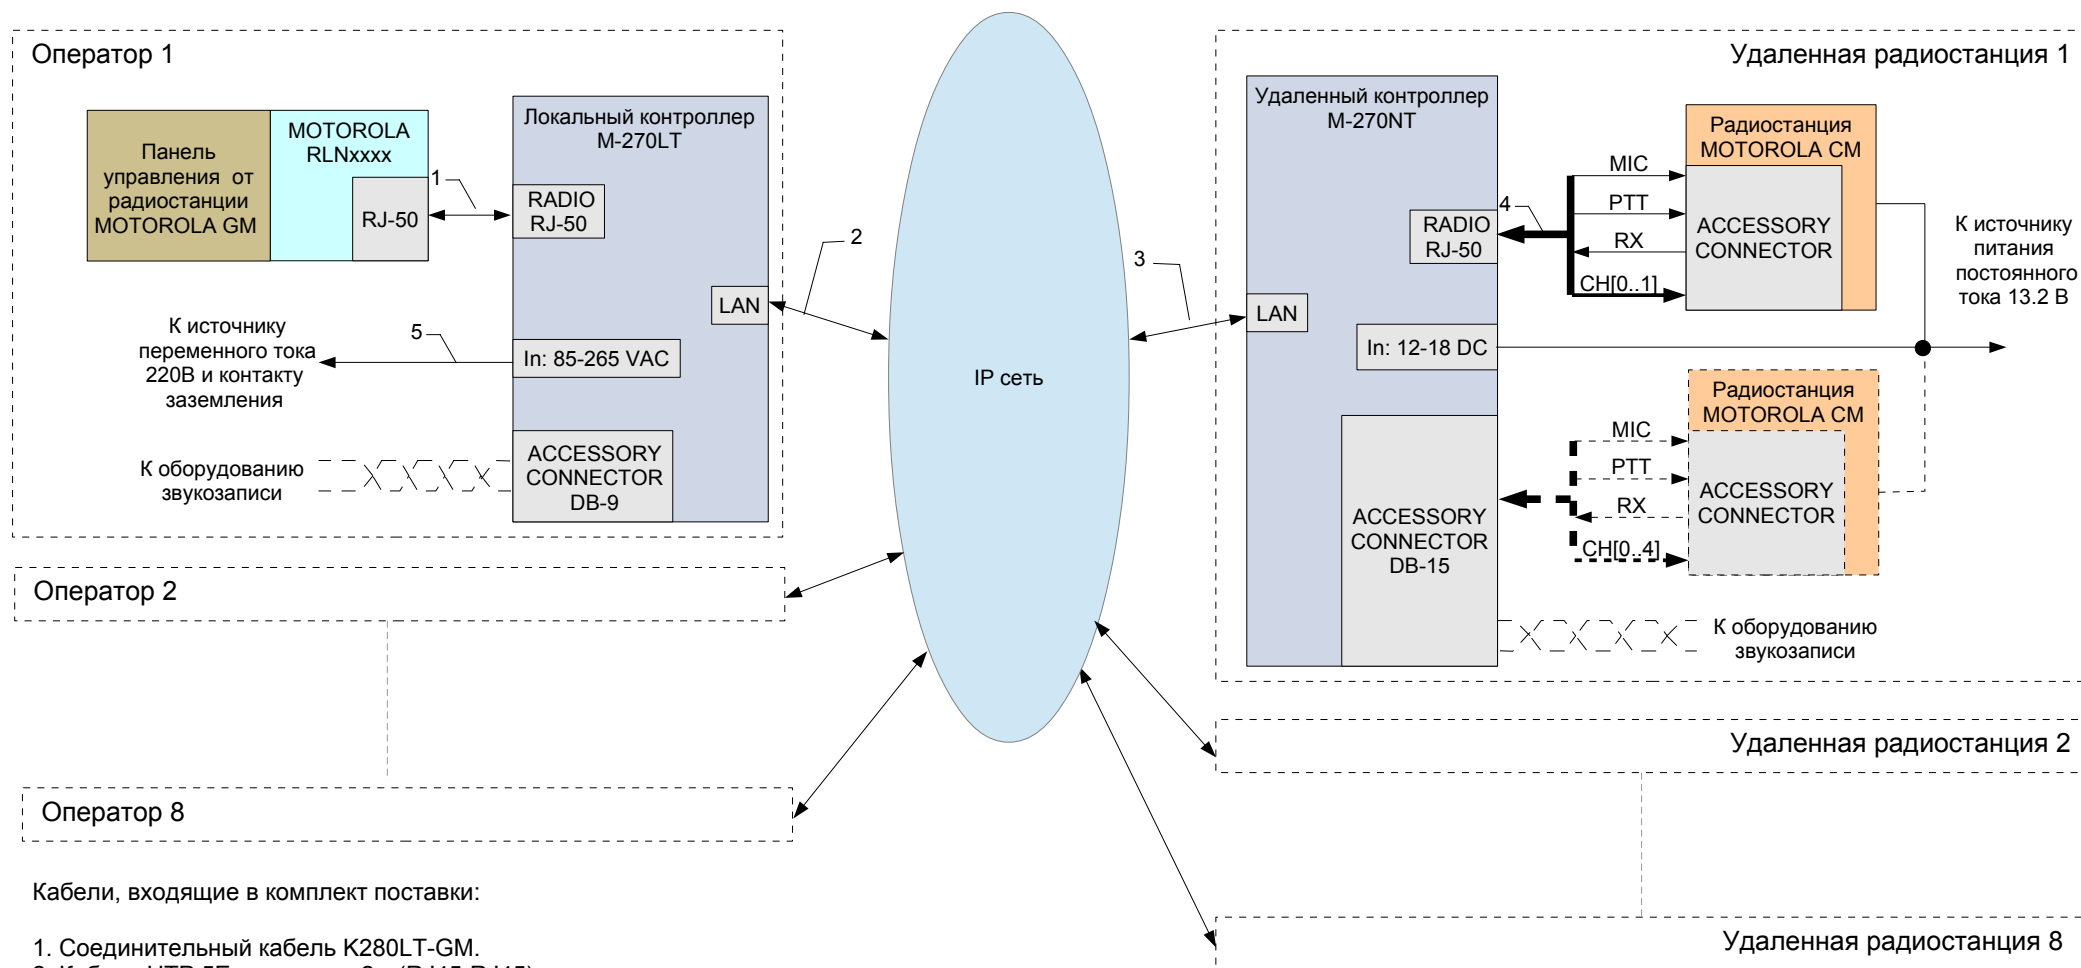 Оператор 1
Панель
управления от
радиостанции
MOTOROLA GM
MOTOROLA
RLNxxxx
RJ-50
1
Локальный контроллер
M-270LT
RADIO
RJ-50
LAN
2
К источнику
переменного тока
220В и контакту
заземления
5
In: 85-265 VAC
К оборудованию
звукозаписи
ACCESSORY
CONNECTOR
DB-9
Оператор 2
Оператор 8
IP сеть
Удаленная радиостанция 1
3
Удаленный контроллер
M-270NT
LAN
RADIO
RJ-50
4
MIC
PTT
RX
CH[0..1]
Радиостанция
MOTOROLA CM
ACCESSORY
CONNECTOR
К источнику
питания
постоянного
тока 13.2 В
In: 12-18 DC
ACCESSORY
CONNECTOR
DB-15
MIC
PTT
RX
CH[0..4]
Радиостанция
MOTOROLA CM
ACCESSORY
CONNECTOR
К оборудованию
звукозаписи
Удаленная радиостанция 2
Удаленная радиостанция 8
Кабели, входящие в комплект поставки:
1. Соединительный кабель K280LT-GM.